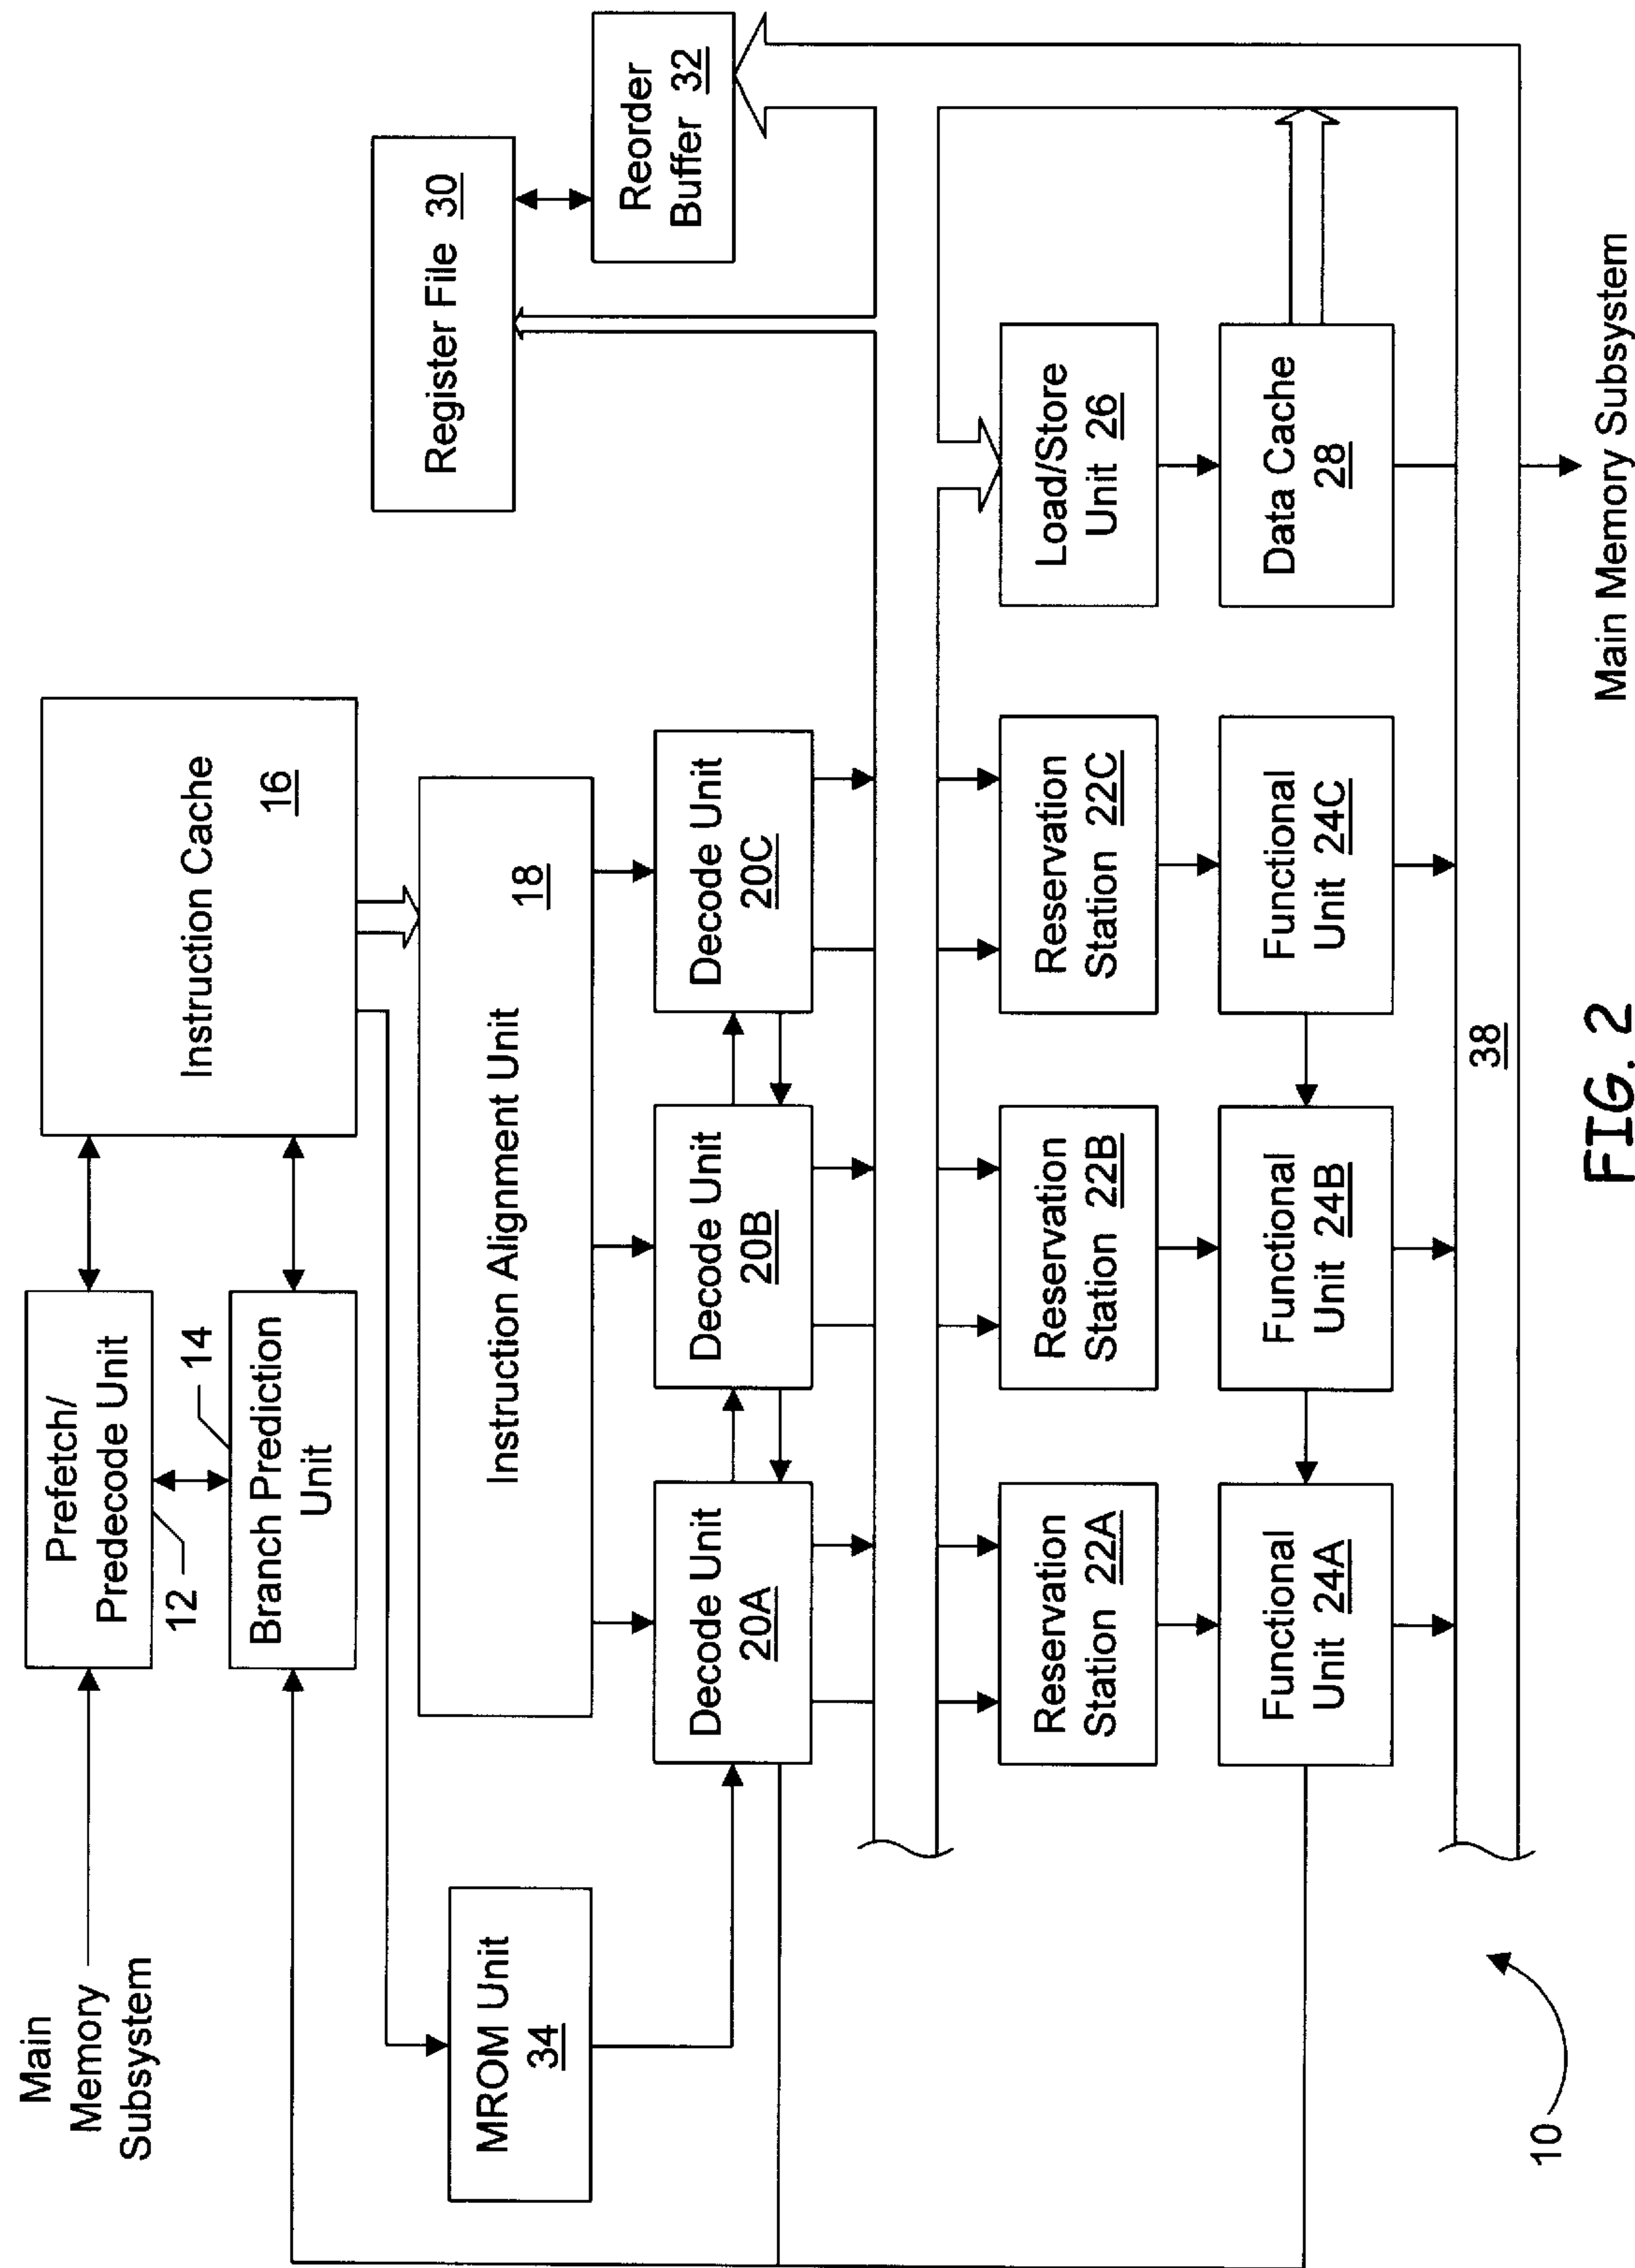 Main
Memory
Subsystem
Prefetch/
Predecode Unit
12
14
Branch Prediction
Unit
Instruction Cache
16
Register File 30
Reorder
Buffer 32
MROM Unit
34
Instruction Alignment Unit
18
Decode Unit
20A
Decode Unit
20B
Decode Unit
20C
Reservation
Station 22A
Reservation
Station 22B
Reservation
Station 22C
Load/Store
Unit 26
Functional
Unit 24A
Functional
Unit 24B
Functional
Unit 24C
Data Cache
28
38
10
Main Memory Subsystem
FIG. 2